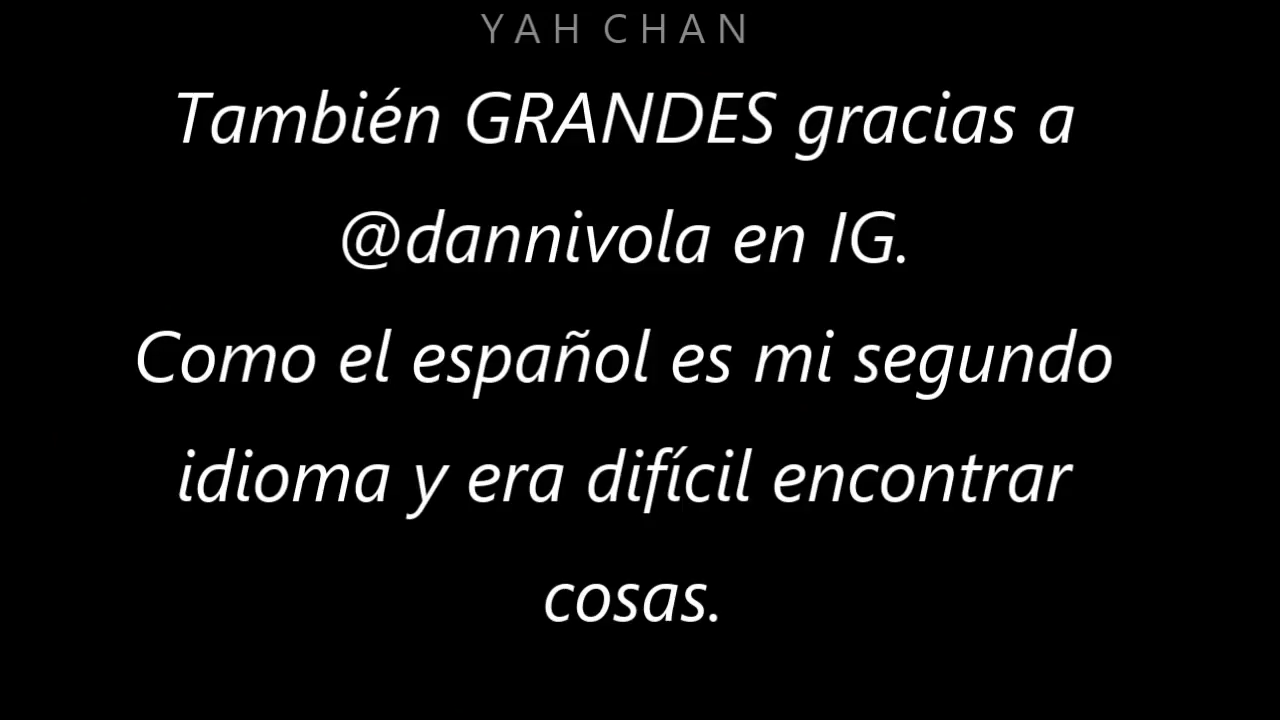 YAH CHAN
También GRANDES gracias a
@dannivola en IG.
Como el español es mi segundo
idioma y era difícil encontrar
cosas.